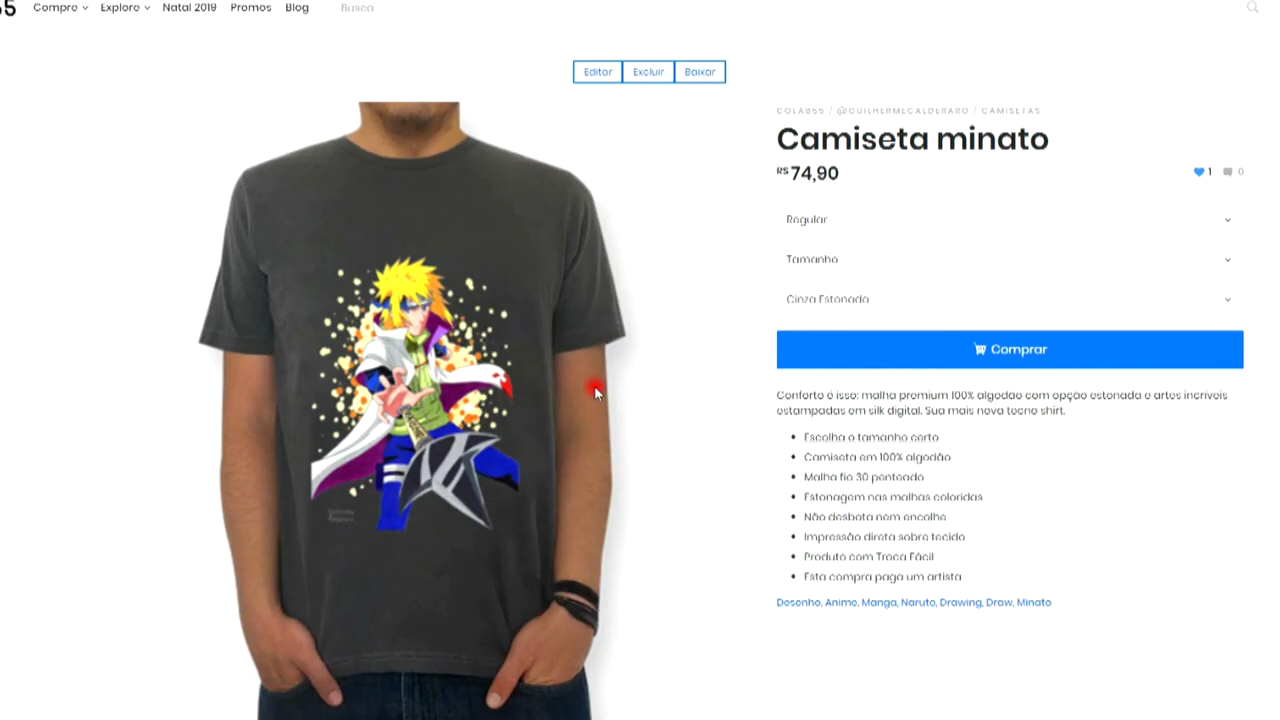 55 Compre Explore Natal 2019 Promos Blog Busca
Editar Excluir Baixar
COLAB55 / @GUILHERMECALDERARO / CAMISETAS
Camiseta minato
R$ 74,90
1 0
Regular
Tamanho
Cinza Estonada
Comprar
Conforto é isso: malha premium 100% algodão com opção estonada e artes incríveis
estampadas em silk digital. Sua mais nova tecno shirt.
Escolha o tamanho certo
Camiseta em 100% algodão
Malha fio 30 penteado
Estonagem nas malhas coloridas
Não desbota nem encolhe
Impressão direta sobre tecido
Produto com Troca Fácil
Esta compra paga um artista
Desenho, Anime, Manga, Naruto, Drawing, Draw, Minato